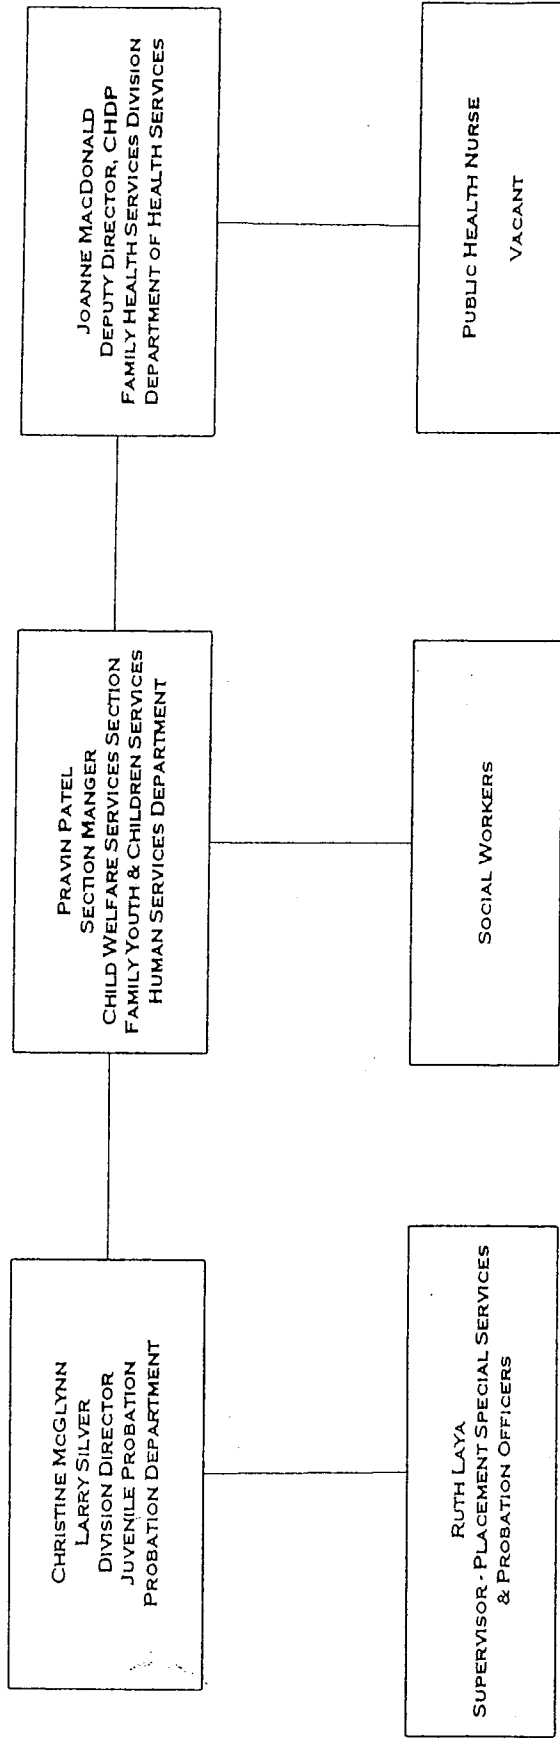 CHRISTINE MCGLYNN
LARRY SILVER
DIVISION DIRECTOR
JUVENILE PROBATION
PROBATION DEPARTMENT
PRAVIN PATEL
SECTION MANGER
CHILD WELFARE SERVICES SECTION
FAMILY YOUTH & CHILDREN SERVICES
HUMAN SERVICES DEPARTMENT
JOANNE MACDONALD
DEPUTY DIRECTOR, CHDP
FAMILY HEALTH SERVICES DIVISION
DEPARTMENT OF HEALTH SERVICES
RUTH LAYA
SUPERVISOR - PLACEMENT SPECIAL SERVICES
& PROBATION OFFICERS
SOCIAL WORKERS
PUBLIC HEALTH NURSE
VACANT